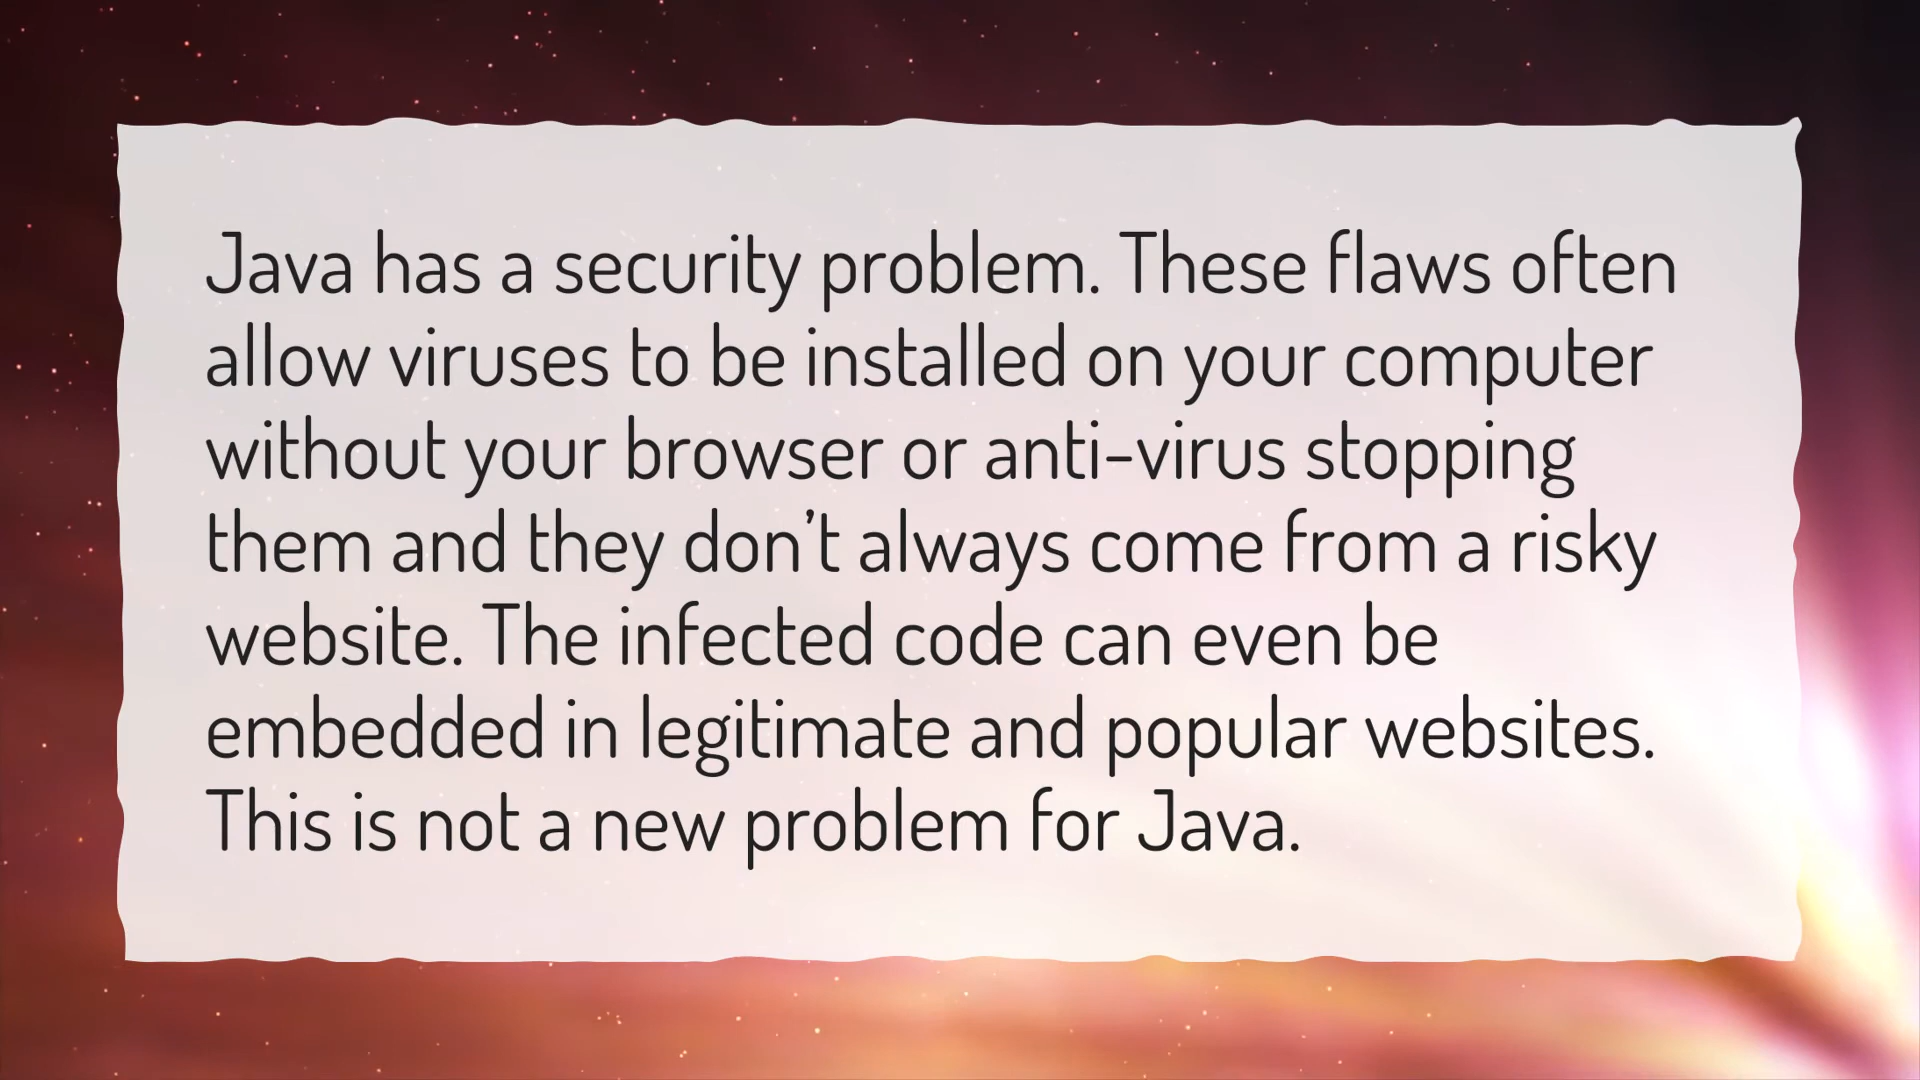 Java has a security problem. These flaws often
allow viruses to be installed on your computer
without your browser or anti-virus stopping
them and they don’t always come from a risky
website. The infected code can even be
embedded in legitimate and popular websites.
This is not a new problem for Java.